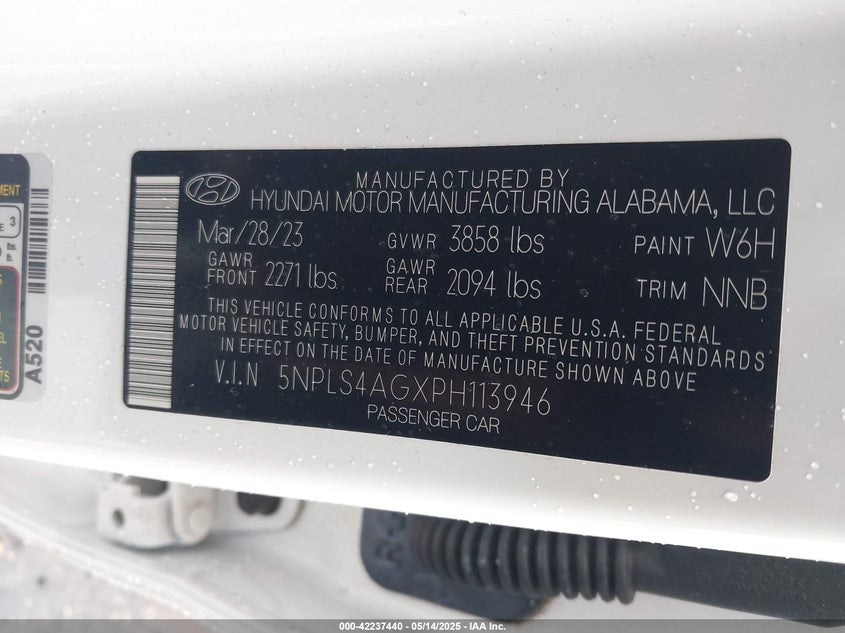 MANUFACTURED BY
HYUNDAI MOTOR MANUFACTURING ALABAMA, LLC
Mar/28/23 GVWR 3858 lbs PAINT W6H
GAWR FRONT 2271 lbs GAWR REAR 2094 lbs TRIM NNB
THIS VEHICLE CONFORMS TO ALL APPLICABLE U.S.A. FEDERAL
MOTOR VEHICLE SAFETY, BUMPER, AND THEFT PREVENTION STANDARDS
IN EFFECT ON THE DATE OF MANUFACTURE SHOWN ABOVE
V.I.N 5NPLS4AGXPH113946
PASSENGER CAR
A520
3
000-42237440 - 05/14/2025 - IAA Inc.